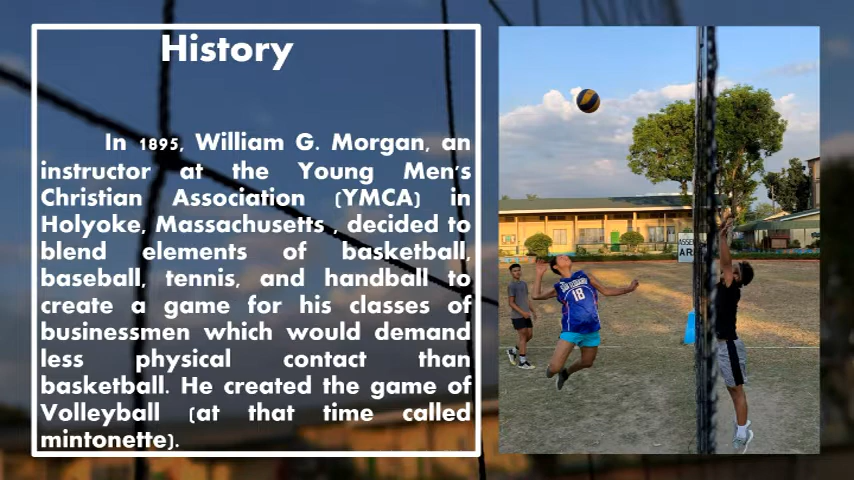 History
In 1895, William G. Morgan, an
instructor at the Young Men's
Christian Association (YMCA) in
Holyoke, Massachusetts , decided to
blend elements of basketball,
baseball, tennis, and handball to
create a game for his classes of
businessmen which would demand
less physical contact than
basketball. He created the game of
Volleyball (at that time called
mintonette).
18